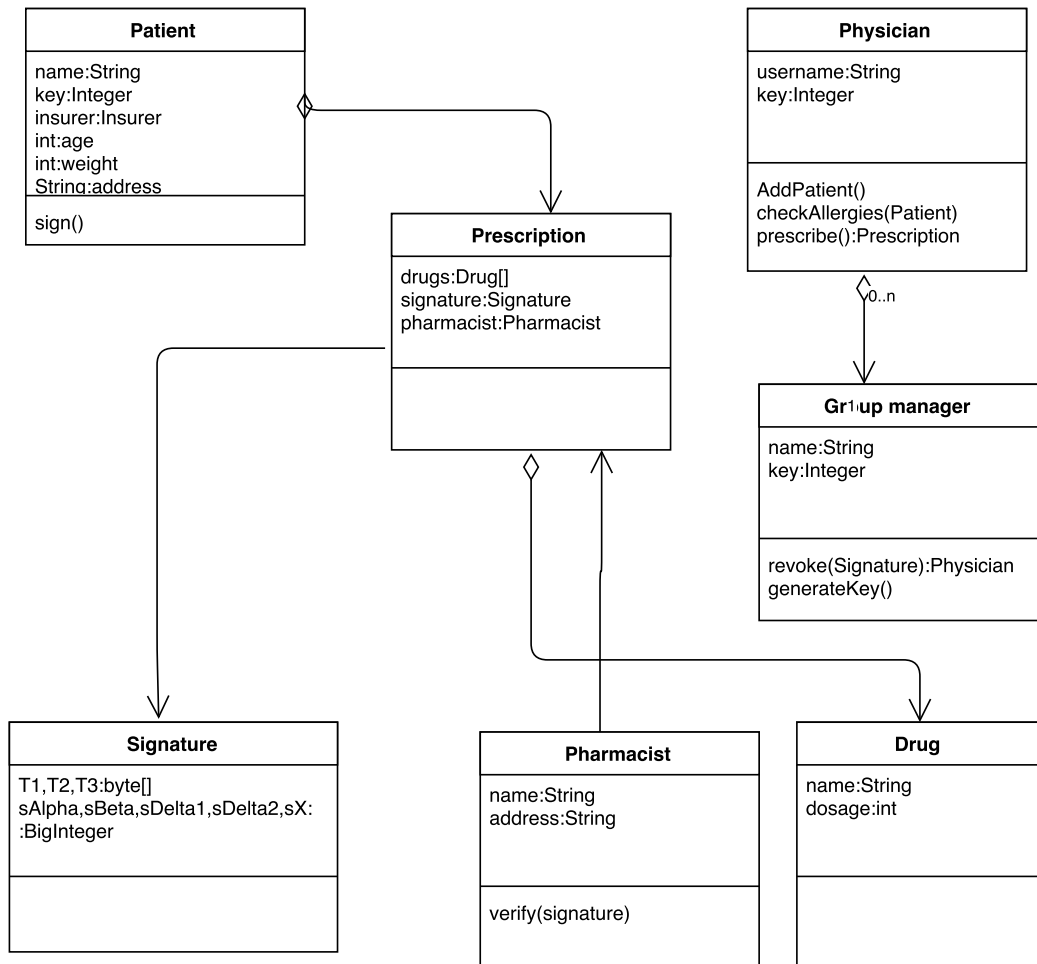 Patient
name:String
key:Integer
insurer:Insurer
int:age
int:weight
String:address
sign()
Physician
username:String
key:Integer
AddPatient()
checkAllergies(Patient)
prescribe():Prescription
0..n
Prescription
drugs:Drug[]
signature:Signature
pharmacist:Pharmacist
1
Group manager
name:String
key:Integer
revoke(Signature):Physician
generateKey()
Signature
T1,T2,T3:byte[]
sAlpha,sBeta,sDelta1,sDelta2,sX:
:BigInteger
Pharmacist
name:String
address:String
verify(signature)
Drug
name:String
dosage:int